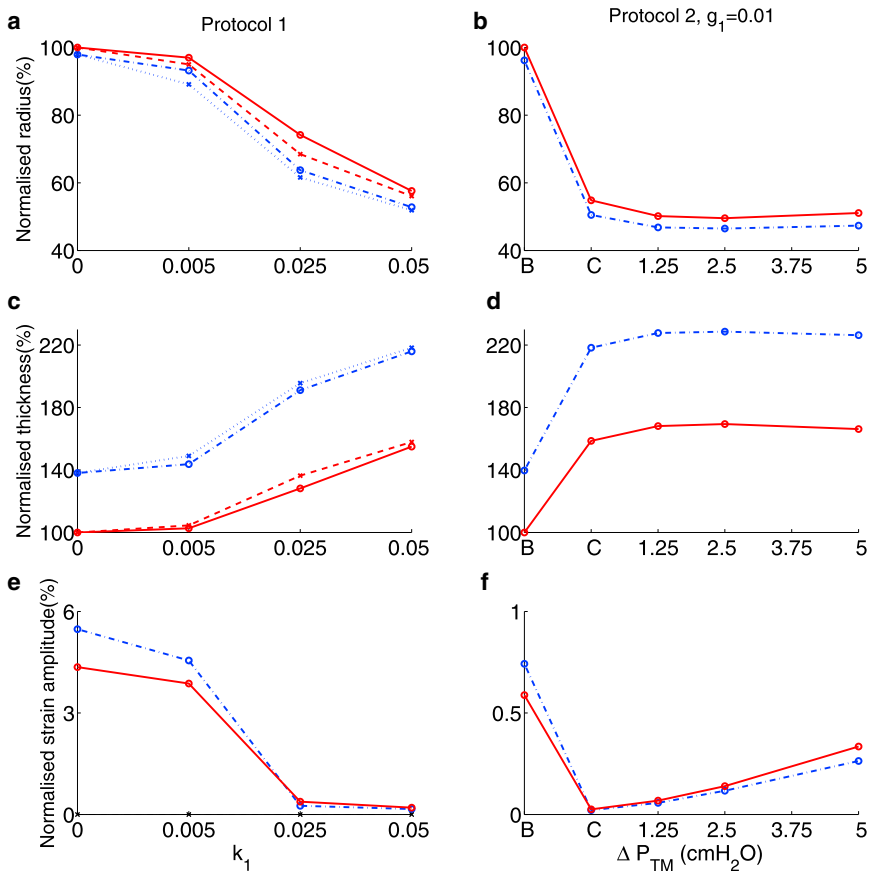 a
Protocol 1
b
Protocol 2, g1=0.01
Normalised radius(%)
100
80
60
40
0
0.005
0.025
0.05
100
80
60
40
B
C
1.25
2.5
3.75
5
c
d
Normalised thickness(%)
220
180
140
100
0
0.005
0.025
0.05
220
180
140
100
B
C
1.25
2.5
3.75
5
e
f
Normalised strain amplitude(%)
6
3
0
0
0.005
0.025
0.05
k1
1
0.5
0
B
C
1.25
2.5
3.75
5
Δ PTM (cmH2O)